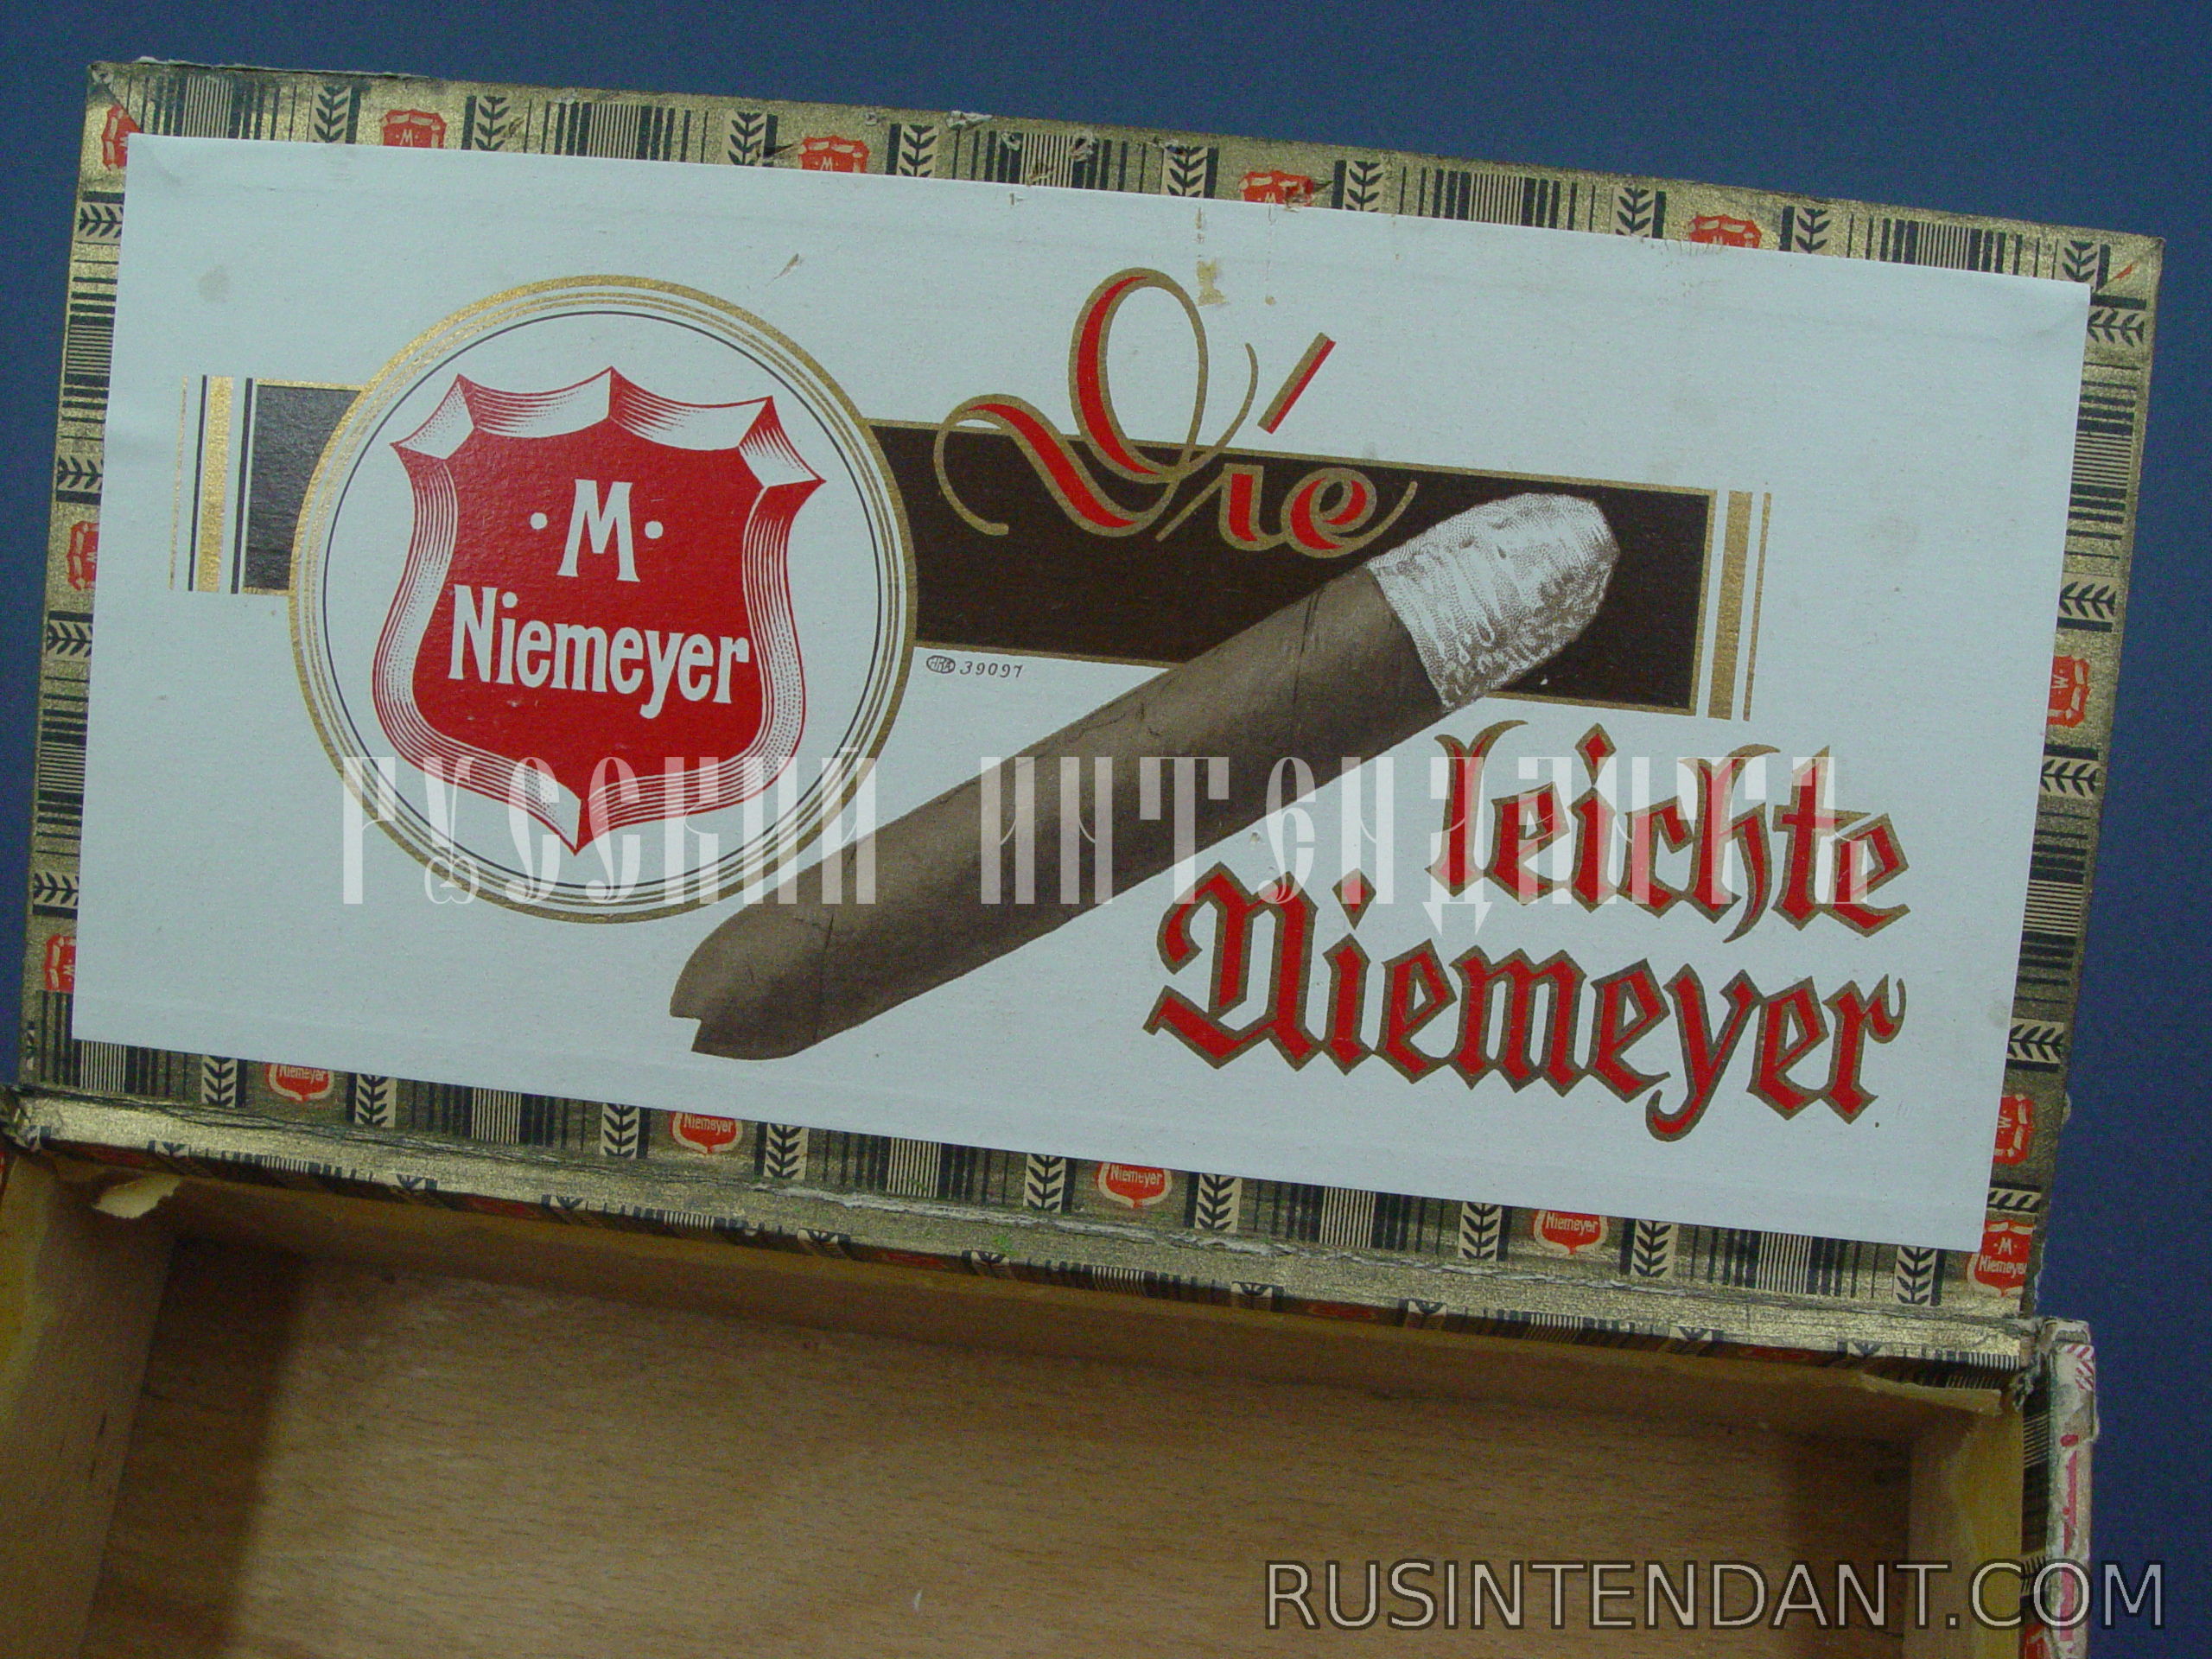 · M ·
Niemeyer
Die
39097
leichte
Niemeyer
РУССКИЙ ИНТЕНДАНТЪ
Niemeyer
Niemeyer
Niemeyer
Niemeyer
· M ·
Niemeyer
RUSINTENDANT.COM